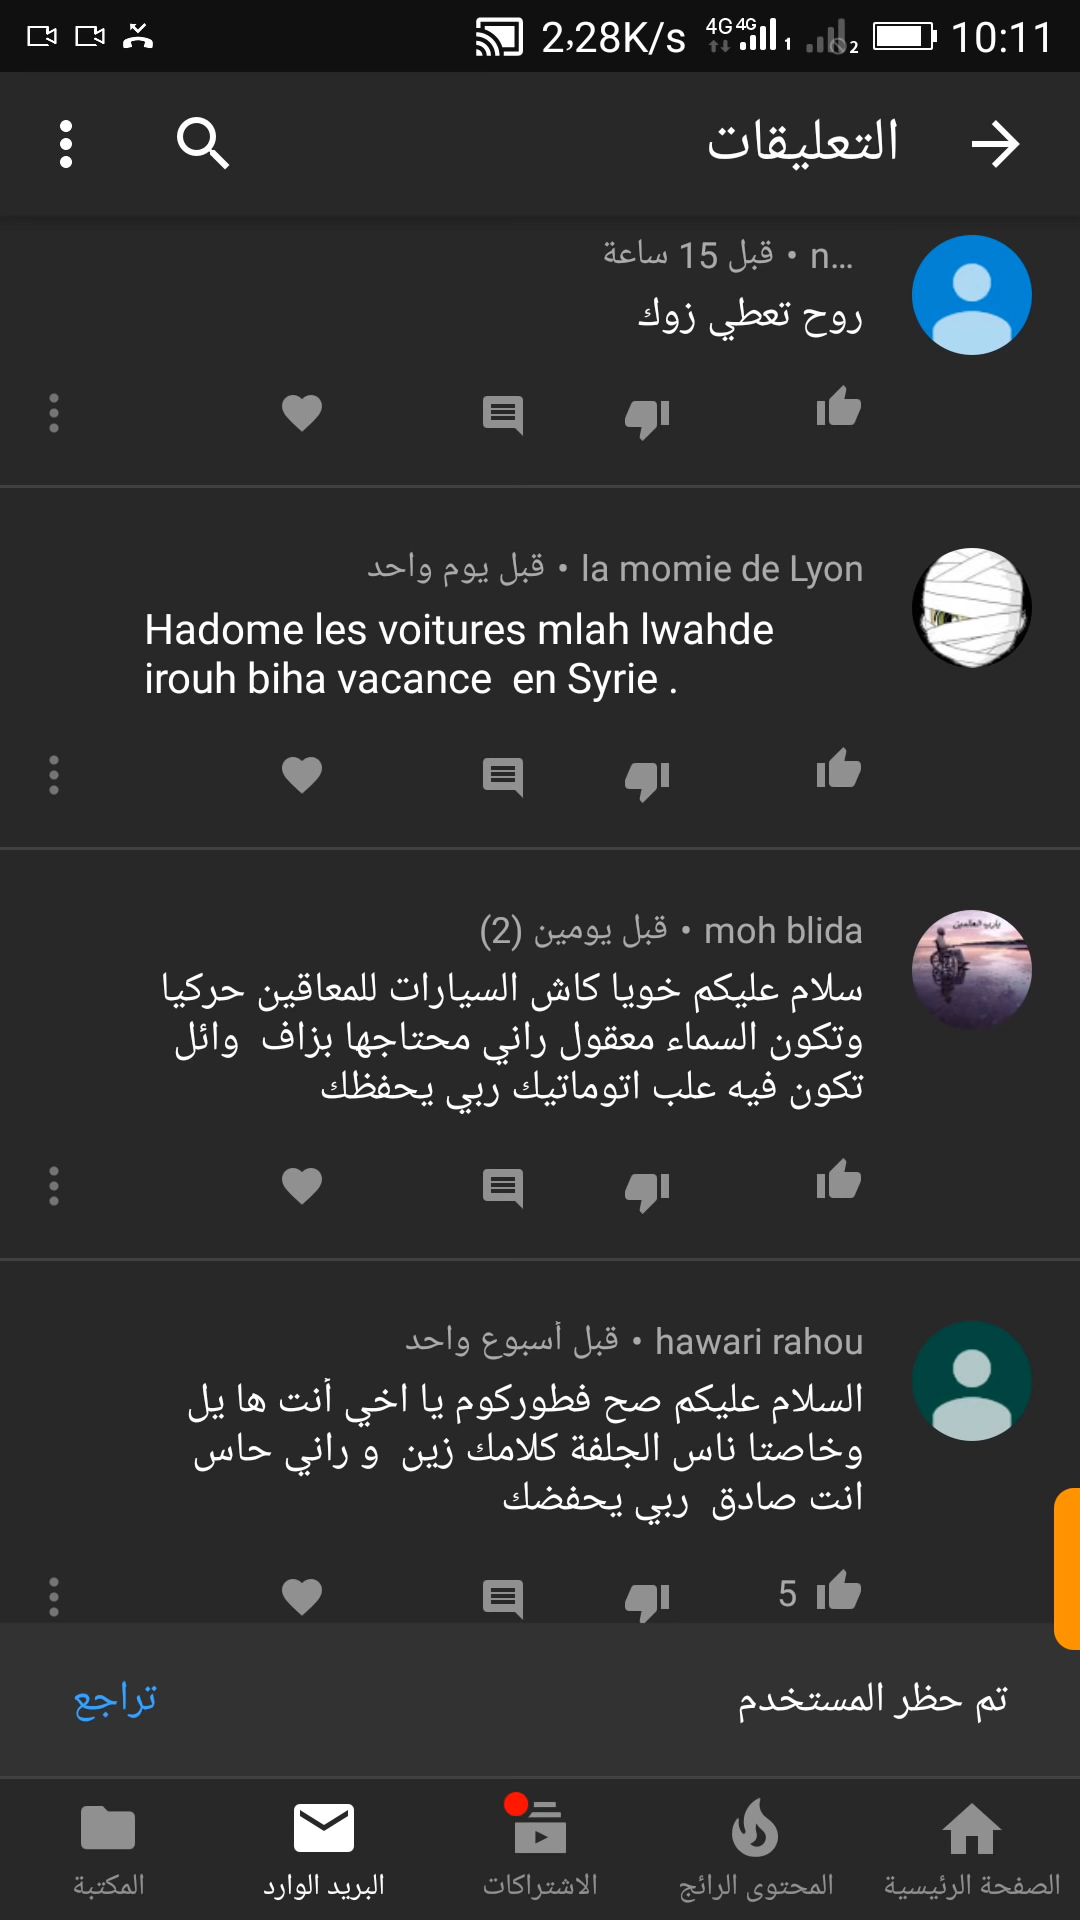 2،28K/s 4G 4G 1 2 10:11
التعليقات
n... • قبل 15 ساعة
روح تعطي زوك
la momie de Lyon • قبل يوم واحد
Hadome les voitures mlah lwahde
irouh biha vacance en Syrie .
moh blida • قبل يومين (2)
سلام عليكم خويا كاش السيارات للمعاقين حركيا
وتكون السماء معقول راني محتاجها بزاف وائل
تكون فيه علب اتوماتيك ربي يحفظك
hawari rahou • قبل أسبوع واحد
السلام عليكم صح فطوركوم يا اخي أنت ها يل
وخاصتا ناس الجلفة كلامك زين و راني حاس
انت صادق ربي يحفضك
5
تم حظر المستخدم
تراجع
الصفحة الرئيسية
المحتوى الرائج
الاشتراكات
البريد الوارد
المكتبة